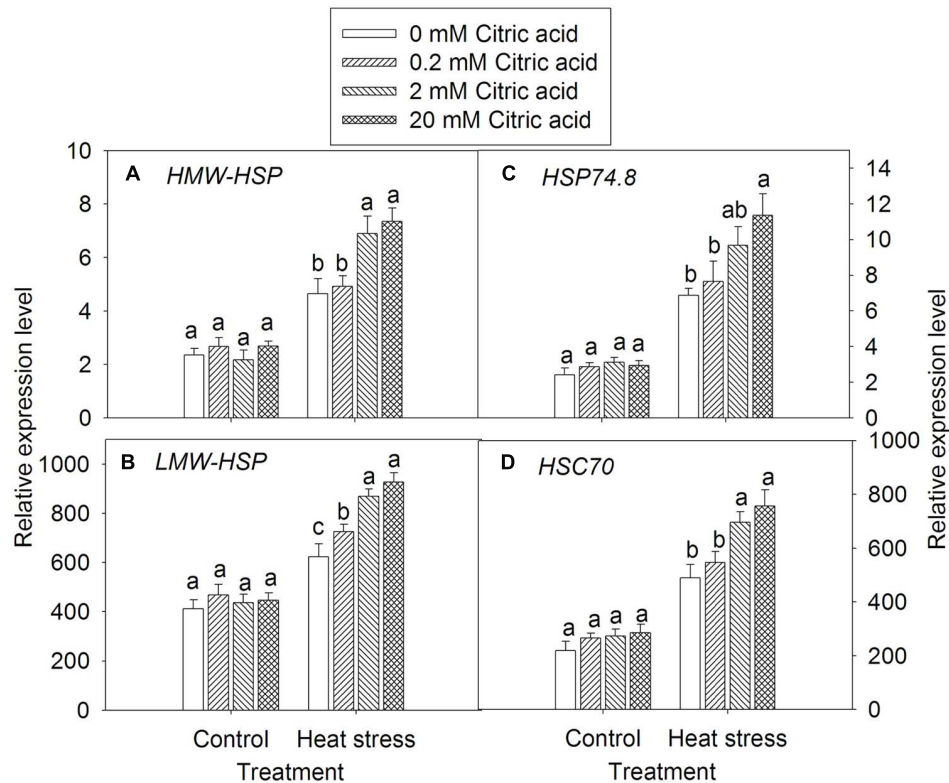 0 mM Citric acid
0.2 mM Citric acid
2 mM Citric acid
20 mM Citric acid
A HMW-HSP
10
8
6
4
2
0
a a a a
b b a a
C HSP74.8
14
12
10
8
6
4
2
0
a a a a
b b ab a
B LMW-HSP
1000
800
600
400
200
0
a a a a
c b a a
D HSC70
1000
800
600
400
200
0
a a a a
b b a a
Relative expression level
Relative expression level
Control Heat stress
Treatment
Control Heat stress
Treatment